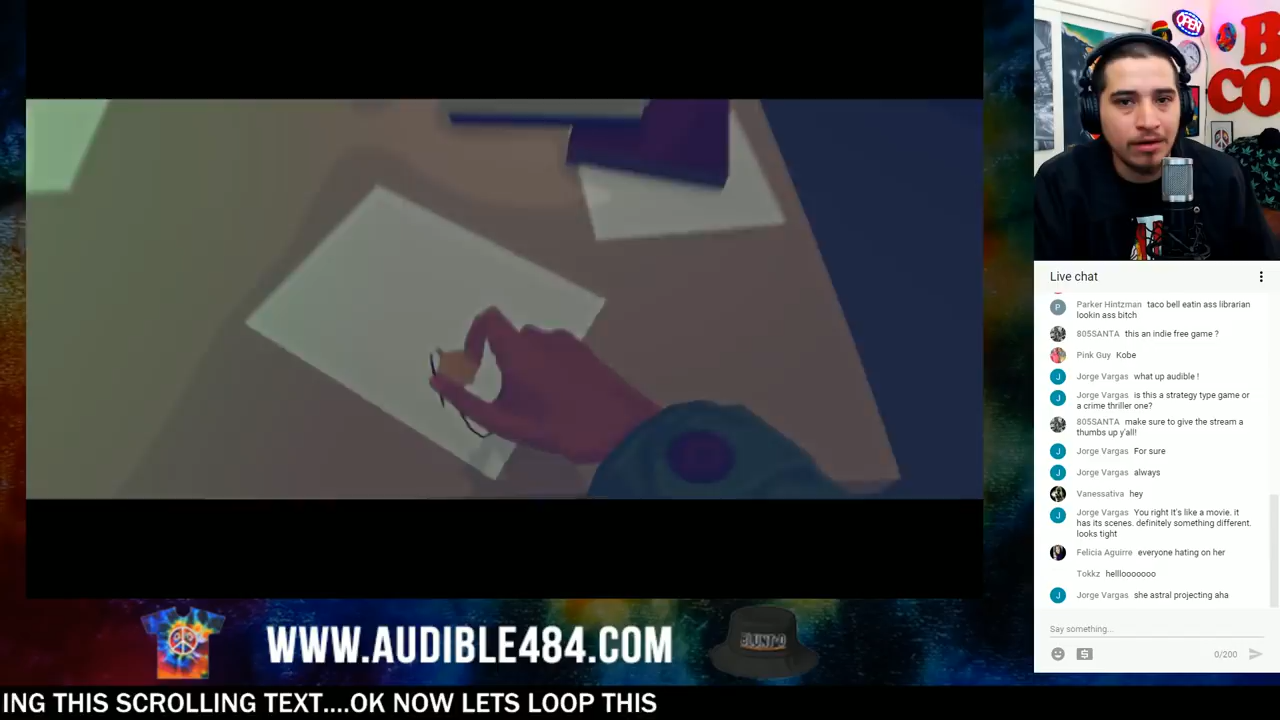 OPEN
B
CO
Live chat
Parker Hintzman taco bell eatin ass librarian
lookin ass bitch
805SANTA this an indie free game ?
Pink Guy Kobe
Jorge Vargas what up audible !
Jorge Vargas is this a strategy type game or
a crime thriller one?
805SANTA make sure to give the stream a
thumbs up y'all!
Jorge Vargas For sure
Jorge Vargas always
Vanessativa hey
Jorge Vargas You right It's like a movie. it
has its scenes. definitely something different.
looks tight
Felicia Aguirre everyone hating on her
Tokkz helllooooooo
Jorge Vargas she astral projecting aha
Say something...
0/200
WWW.AUDIBLE484.COM
ING THIS SCROLLING TEXT....OK NOW LETS LOOP THIS